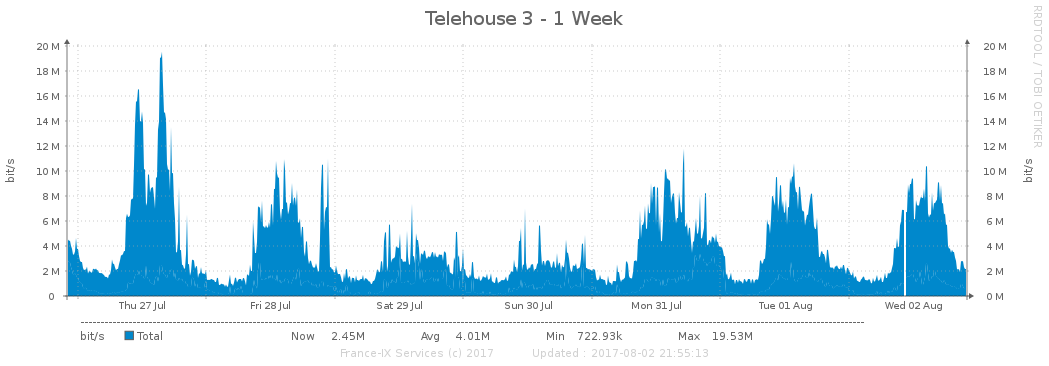 Telehouse 3 - 1 Week
RRDTOOL / TOBI OETIKER
bit/s
20 M 20 M
18 M 18 M
16 M 16 M
14 M 14 M
12 M 12 M
10 M 10 M
8 M 8 M
6 M 6 M
4 M 4 M
2 M 2 M
0 0 M
bit/s
Thu 27 Jul Fri 28 Jul Sat 29 Jul Sun 30 Jul Mon 31 Jul Tue 01 Aug Wed 02 Aug
bit/s Total Now 2.45M Avg 4.01M Min 722.93k Max 19.53M
France-IX Services (c) 2017 Updated : 2017-08-02 21:55:13